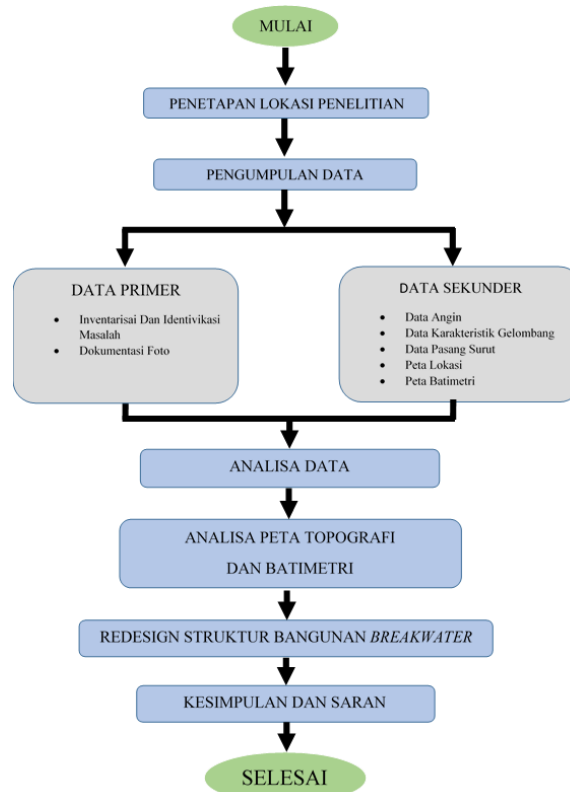 MULAI
PENETAPAN LOKASI PENELITIAN
PENGUMPULAN DATA
DATA PRIMER
• Inventarisai Dan Identivikasi
Masalah
• Dokumentasi Foto
DATA SEKUNDER
• Data Angin
• Data Karakteristik Gelombang
• Data Pasang Surut
• Peta Lokasi
• Peta Batimetri
ANALISA DATA
ANALISA PETA TOPOGRAFI
DAN BATIMETRI
REDESIGN STRUKTUR BANGUNAN BREAKWATER
KESIMPULAN DAN SARAN
SELESAI